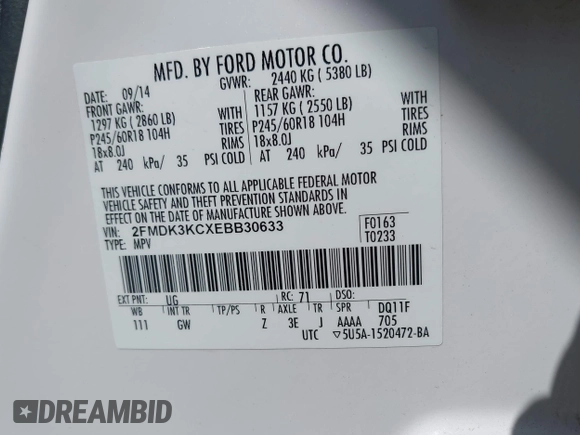 MFD. BY FORD MOTOR CO.
DATE: 09/14 GVWR: 2440 KG ( 5380 LB)
FRONT GAWR: REAR GAWR:
1297 KG ( 2860 LB) WITH 1157 KG ( 2550 LB) WITH
P245/60R18 104H TIRES P245/60R18 104H TIRES
18x8.0J RIMS 18x8.0J RIMS
AT 240 kPa/ 35 PSI COLD AT 240 kPa/ 35 PSI COLD
THIS VEHICLE CONFORMS TO ALL APPLICABLE FEDERAL MOTOR
VEHICLE SAFETY AND THEFT PREVENTION STANDARDS IN
EFFECT ON THE DATE OF MANUFACTURE SHOWN ABOVE.
VIN: 2FMDK3KCXEBB30633 F0163
TYPE: MPV T0233
EXT PNT: UG RC: 71 DSO:
WB INT TR TP/PS R AXLE TR SPR DQ11F
111 GW Z 3E J AAAA 705
UTC ▽5U5A-1520472-BA
DREAMBID